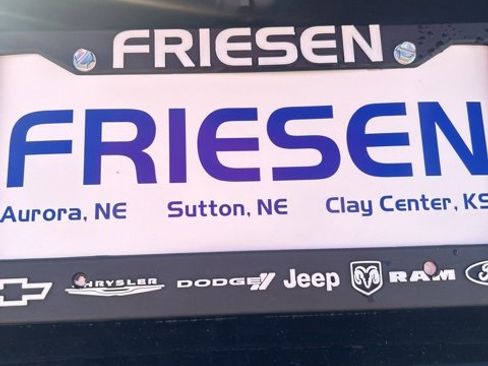 FRIESEN
FRIESEN
Aurora, NE Sutton, NE Clay Center, KS
CHRYSLER DODGE Jeep RAM